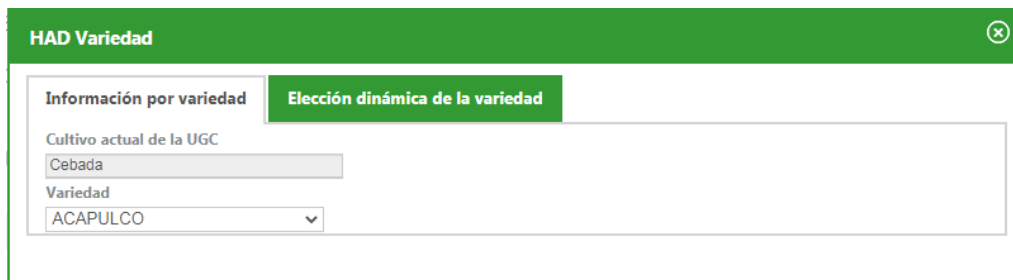 HAD Variedad
Información por variedad
Elección dinámica de la variedad
Cultivo actual de la UGC
Cebada
Variedad
ACAPULCO